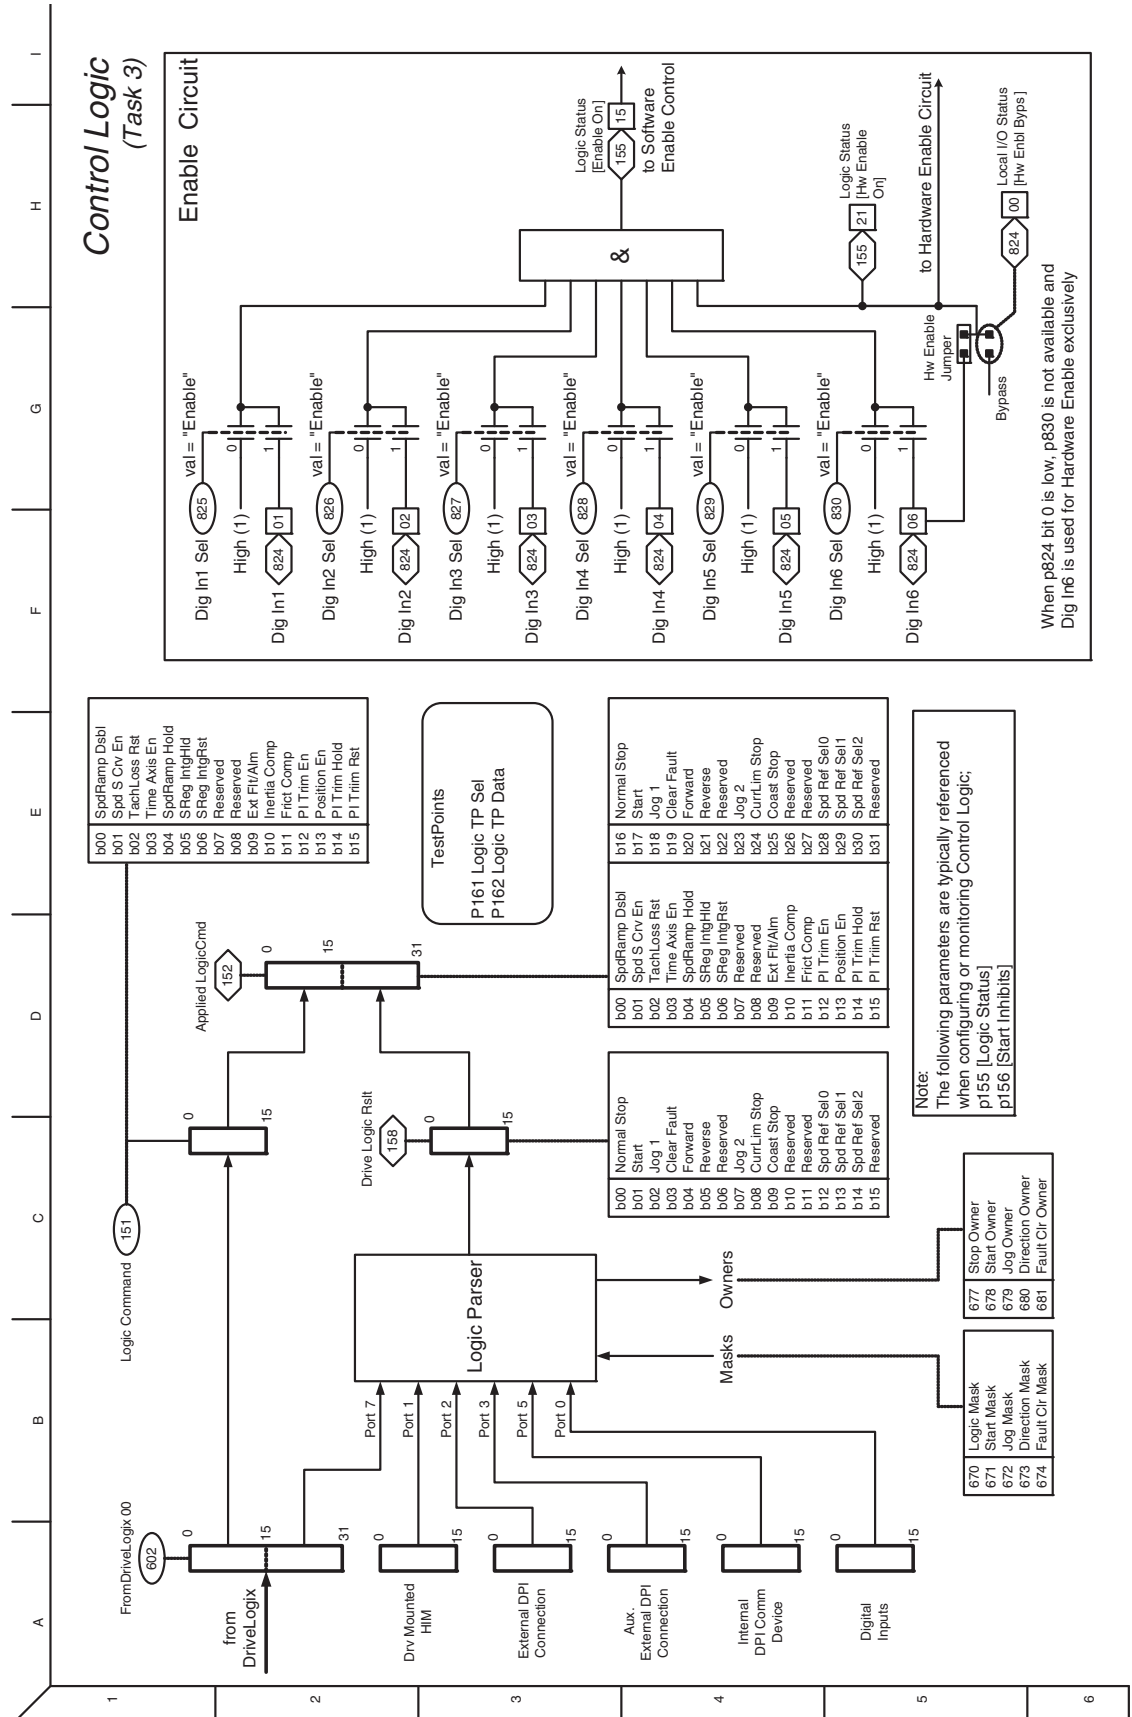 Control Logic
(Task 3)
A
B
C
D
E
F
G
H
I
1
2
3
4
5
6
FromDriveLogix 00
602
from
DriveLogix
0
15
31
Drv Mounted
HIM
0
15
External DPI
Connection
0
15
Aux.
External DPI
Connection
0
15
Internal
DPI Comm
Device
0
15
Digital
Inputs
0
15
Port 7
Port 1
Port 2
Port 3
Port 5
Port 0
Logic Parser
Masks
Owners
670 Logic Mask
671 Start Mask
672 Jog Mask
673 Direction Mask
674 Fault Clr Mask
677 Stop Owner
678 Start Owner
679 Jog Owner
680 Direction Owner
681 Fault Clr Owner
Logic Command
151
0
15
Drive Logic Rslt
158
0
15
b00 Normal Stop
b01 Start
b02 Jog 1
b03 Clear Fault
b04 Forward
b05 Reverse
b06 Reserved
b07 Jog 2
b08 CurrLim Stop
b09 Coast Stop
b10 Reserved
b11 Reserved
b12 Spd Ref Sel0
b13 Spd Ref Sel1
b14 Spd Ref Sel2
b15 Reserved
Applied LogicCmd
152
0
15
31
b00 SpdRamp Dsbl
b01 Spd S Crv En
b02 TachLoss Rst
b03 Time Axis En
b04 SpdRamp Hold
b05 SReg IntgHld
b06 SReg IntgRst
b07 Reserved
b08 Reserved
b09 Ext Flt/Alm
b10 Inertia Comp
b11 Frict Comp
b12 PI Trim En
b13 Position En
b14 PI Trim Hold
b15 PI Triim Rst
b00 SpdRamp Dsbl
b01 Spd S Crv En
b02 TachLoss Rst
b03 Time Axis En
b04 SpdRamp Hold
b05 SReg IntgHld
b06 SReg IntgRst
b07 Reserved
b08 Reserved
b09 Ext Flt/Alm
b10 Inertia Comp
b11 Frict Comp
b12 PI Trim En
b13 Position En
b14 PI Trim Hold
b15 PI Triim Rst
b16 Normal Stop
b17 Start
b18 Jog 1
b19 Clear Fault
b20 Forward
b21 Reverse
b22 Reserved
b23 Jog 2
b24 CurrLim Stop
b25 Coast Stop
b26 Reserved
b27 Reserved
b28 Spd Ref Sel0
b29 Spd Ref Sel1
b30 Spd Ref Sel2
b31 Reserved
TestPoints
P161 Logic TP Sel
P162 Logic TP Data
Note:
The following parameters are typically referenced
when configuring or monitoring Control Logic;
p155 [Logic Status]
p156 [Start Inhibits]
Enable Circuit
Dig In1 Sel 825 val = "Enable"
High (1) 0
Dig In1 824 01 1
Dig In2 Sel 826 val = "Enable"
High (1) 0
Dig In2 824 02 1
Dig In3 Sel 827 val = "Enable"
High (1) 0
Dig In3 824 03 1
Dig In4 Sel 828 val = "Enable"
High (1) 0
Dig In4 824 04 1
Dig In5 Sel 829 val = "Enable"
High (1) 0
Dig In5 824 05 1
Dig In6 Sel 830 val = "Enable"
High (1) 0
Dig In6 824 06 1
&
Logic Status
[Enable On]
155 15
to Software
Enable Control
155 21
Logic Status
[Hw Enable
On]
to Hardware Enable Circuit
Hw Enable
Jumper
Bypass
824 00
Local I/O Status
[Hw Enbl Byps]
When p824 bit 0 is low, p830 is not available and
Dig In6 is used for Hardware Enable exclusively